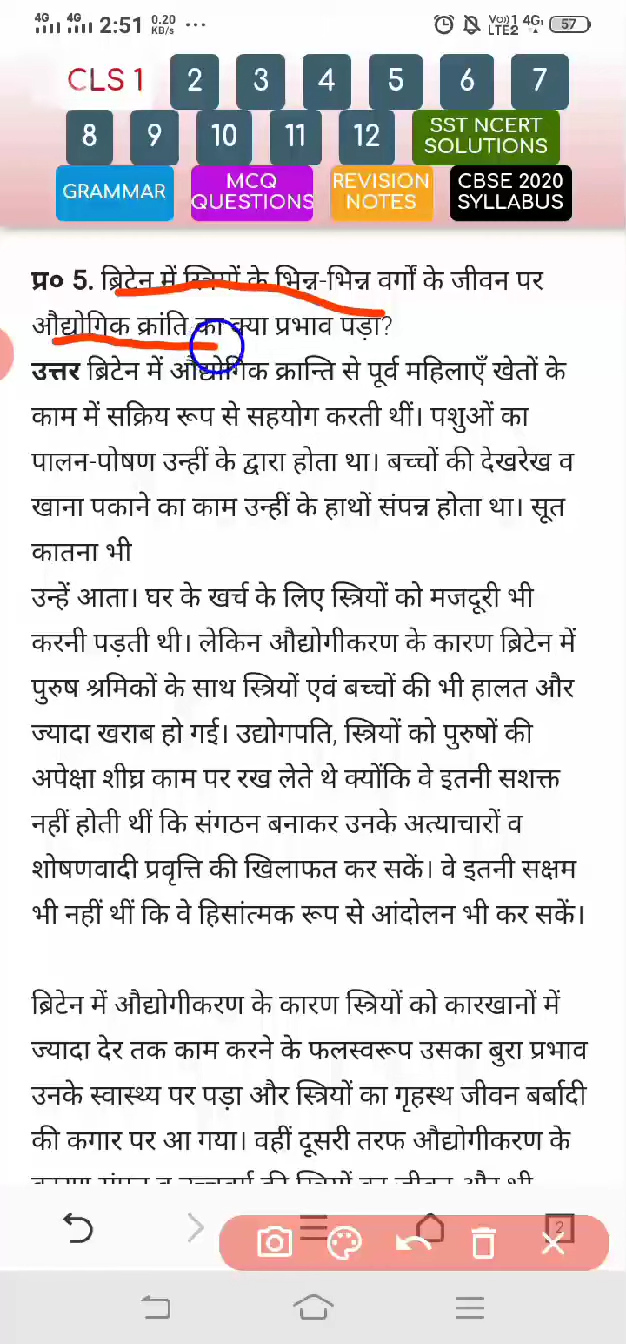 4G 4G 2:51 0.20 KB/s ... Vo))1 LTE2 4G 57
CLS 1 2 3 4 5 6 7
8 9 10 11 12 SST NCERT SOLUTIONS
GRAMMAR MCQ QUESTIONS REVISION NOTES CBSE 2020 SYLLABUS
प्र० 5. ब्रिटेन में स्त्रियों के भिन्न-भिन्न वर्गों के जीवन पर
औद्योगिक क्रांति का क्या प्रभाव पड़ा?
उत्तर ब्रिटेन में औद्योगिक क्रान्ति से पूर्व महिलाएँ खेतों के
काम में सक्रिय रूप से सहयोग करती थीं। पशुओं का
पालन-पोषण उन्हीं के द्वारा होता था। बच्चों की देखरेख व
खाना पकाने का काम उन्हीं के हाथों संपन्न होता था। सूत
कातना भी
उन्हें आता। घर के खर्च के लिए स्त्रियों को मजदूरी भी
करनी पड़ती थी। लेकिन औद्योगीकरण के कारण ब्रिटेन में
पुरुष श्रमिकों के साथ स्त्रियों एवं बच्चों की भी हालत और
ज्यादा खराब हो गई। उद्योगपति, स्त्रियों को पुरुषों की
अपेक्षा शीघ्र काम पर रख लेते थे क्योंकि वे इतनी सशक्त
नहीं होती थीं कि संगठन बनाकर उनके अत्याचारों व
शोषणवादी प्रवृत्ति की खिलाफत कर सकें। वे इतनी सक्षम
भी नहीं थीं कि वे हिसांत्मक रूप से आंदोलन भी कर सकें।
ब्रिटेन में औद्योगीकरण के कारण स्त्रियों को कारखानों में
ज्यादा देर तक काम करने के फलस्वरूप उसका बुरा प्रभाव
उनके स्वास्थ्य पर पड़ा और स्त्रियों का गृहस्थ जीवन बर्बादी
की कगार पर आ गया। वहीं दूसरी तरफ औद्योगीकरण के
2